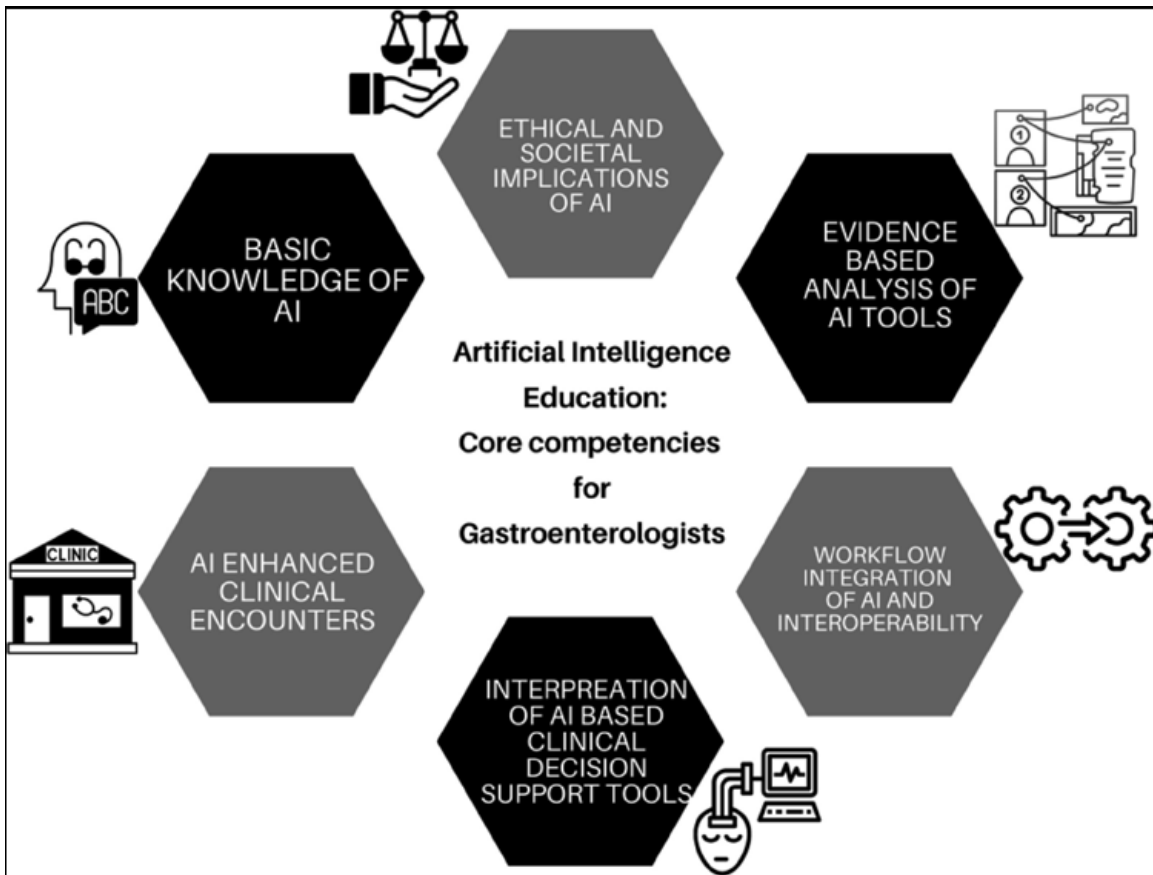 ETHICAL AND
SOCIETAL
IMPLICATIONS
OF AI
BASIC
KNOWLEDGE OF
AI
ABC
EVIDENCE
BASED
ANALYSIS OF
AI TOOLS
1
2
Artificial Intelligence
Education:
Core competencies
for
Gastroenterologists
CLINIC
AI ENHANCED
CLINICAL
ENCOUNTERS
WORKFLOW
INTEGRATION
OF AI AND
INTEROPERABILITY
INTERPREATION
OF AI BASED
CLINICAL
DECISION
SUPPORT TOOLS